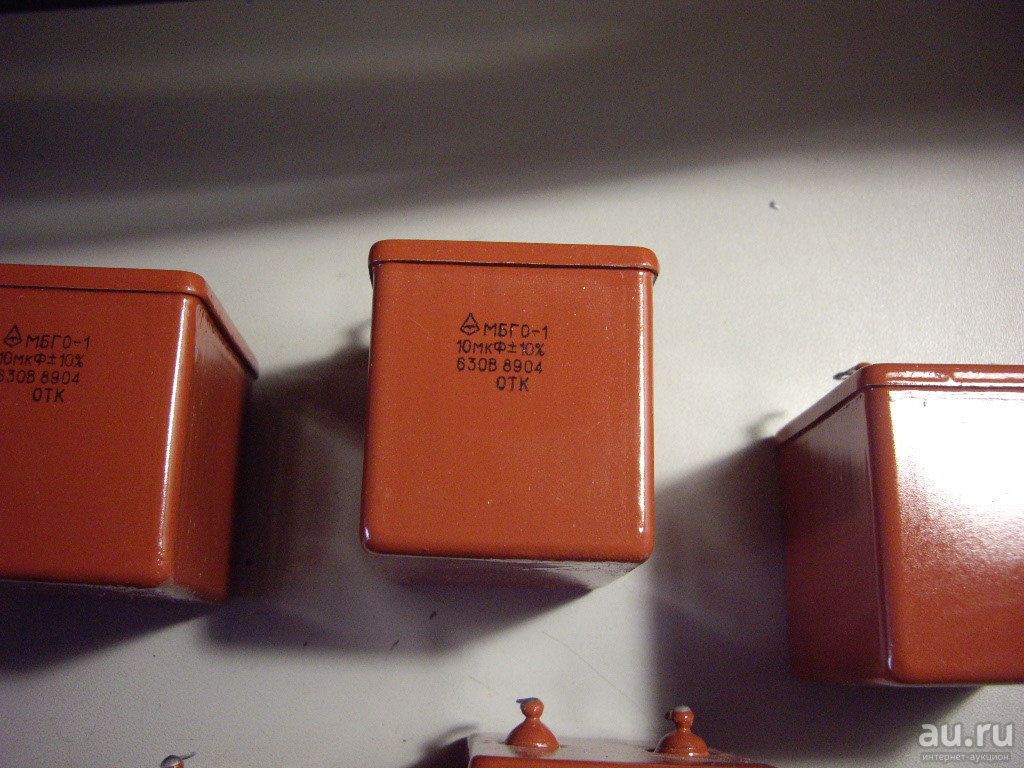 МБГО-1
10мкФ±10%
630В 8904
ОТК
МБГО-1
10мкФ±10%
630В 8904
ОТК
au.ru
интернет-аукцион